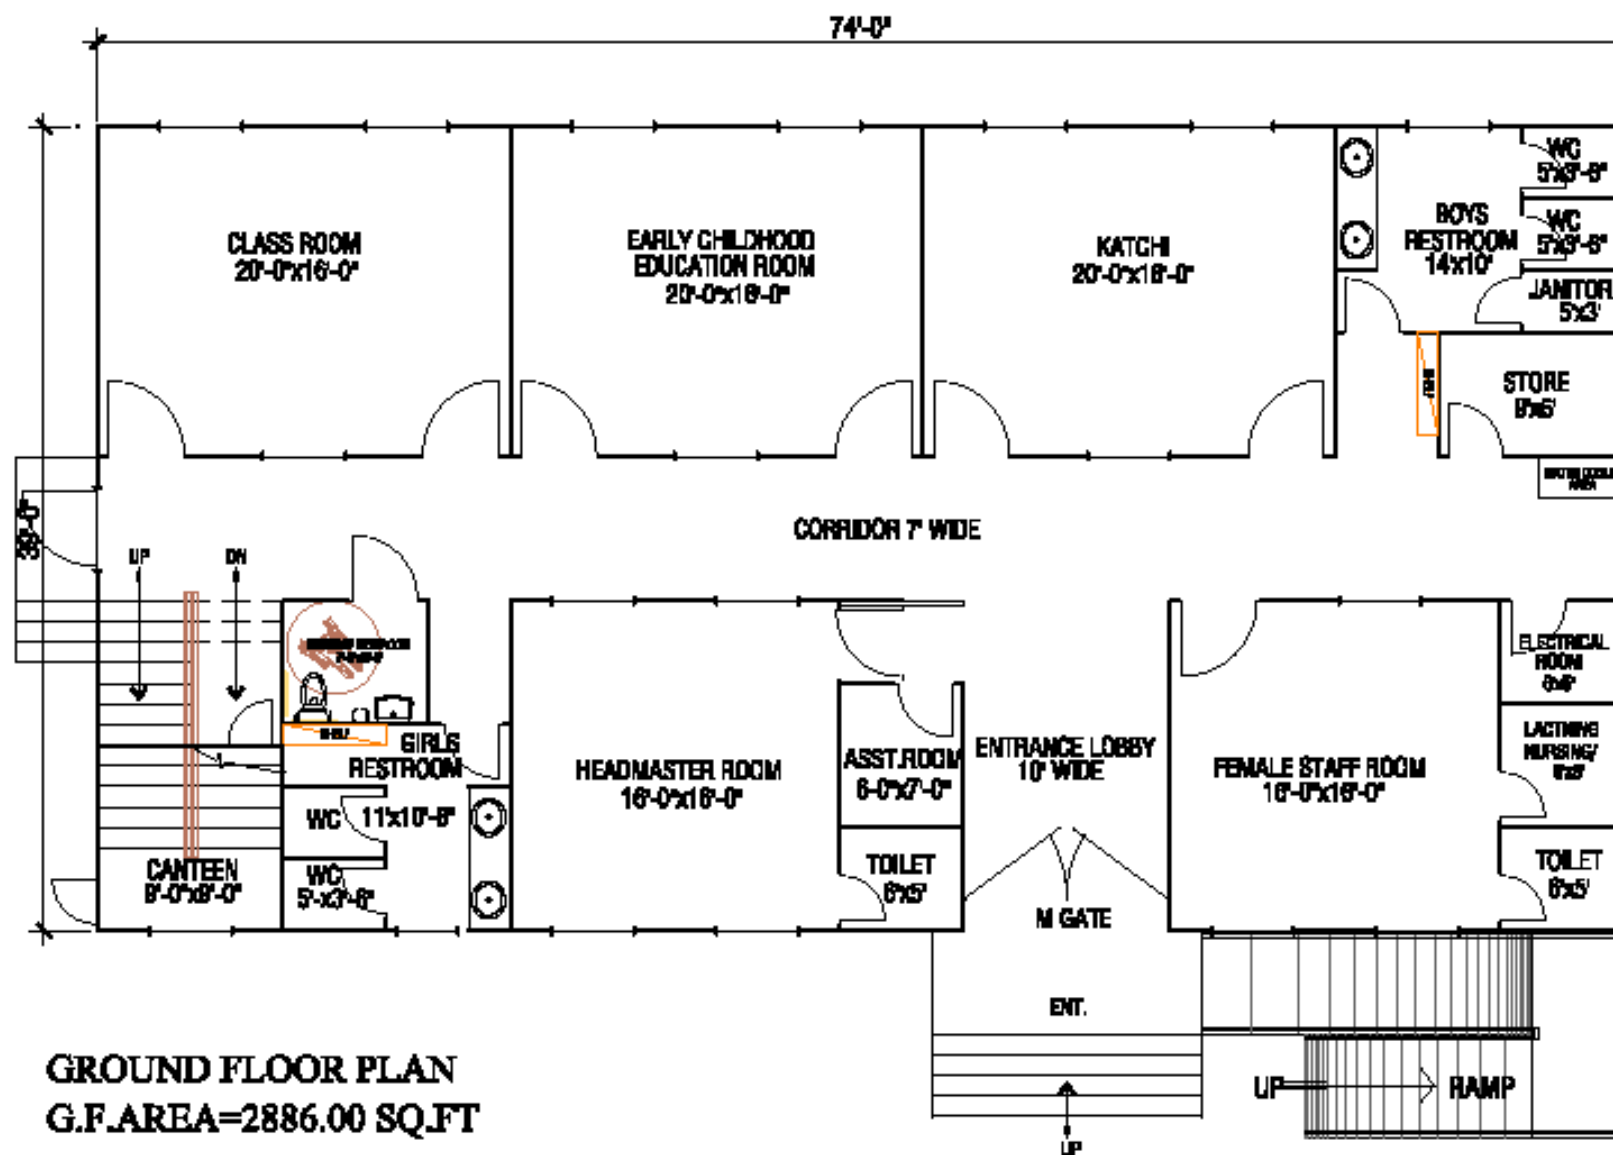 74'-0"
CLASS ROOM
20'-0"x16'-0"
EARLY CHILDHOOD
EDUCATION ROOM
20'-0"x16'-0"
KATCHI
20'-0"x16'-0"
BOYS
RESTROOM
14'x10'
WC
5'x3'-6"
WC
5'x3'-6"
JANITOR
5'x3'
STORE
9'x6'
39'-0"
CORRIDOR 7' WIDE
UP
DN
GIRLS
RESTROOM
11'x10'-6"
WC
WC
5'-x3'-6"
CANTEEN
9'-0"x9'-0"
HEADMASTER ROOM
16'-0"x16'-0"
ASST.ROOM
6-0"x7'-0"
TOILET
6'x5'
ENTRANCE LOBBY
10' WIDE
M GATE
FEMALE STAFF ROOM
16'-0"x16'-0"
ELECTRICAL
ROOM
NURSING/
TOILET
6'x5'
ENT.
UP
UP
RAMP
GROUND FLOOR PLAN
G.F.AREA=2886.00 SQ.FT